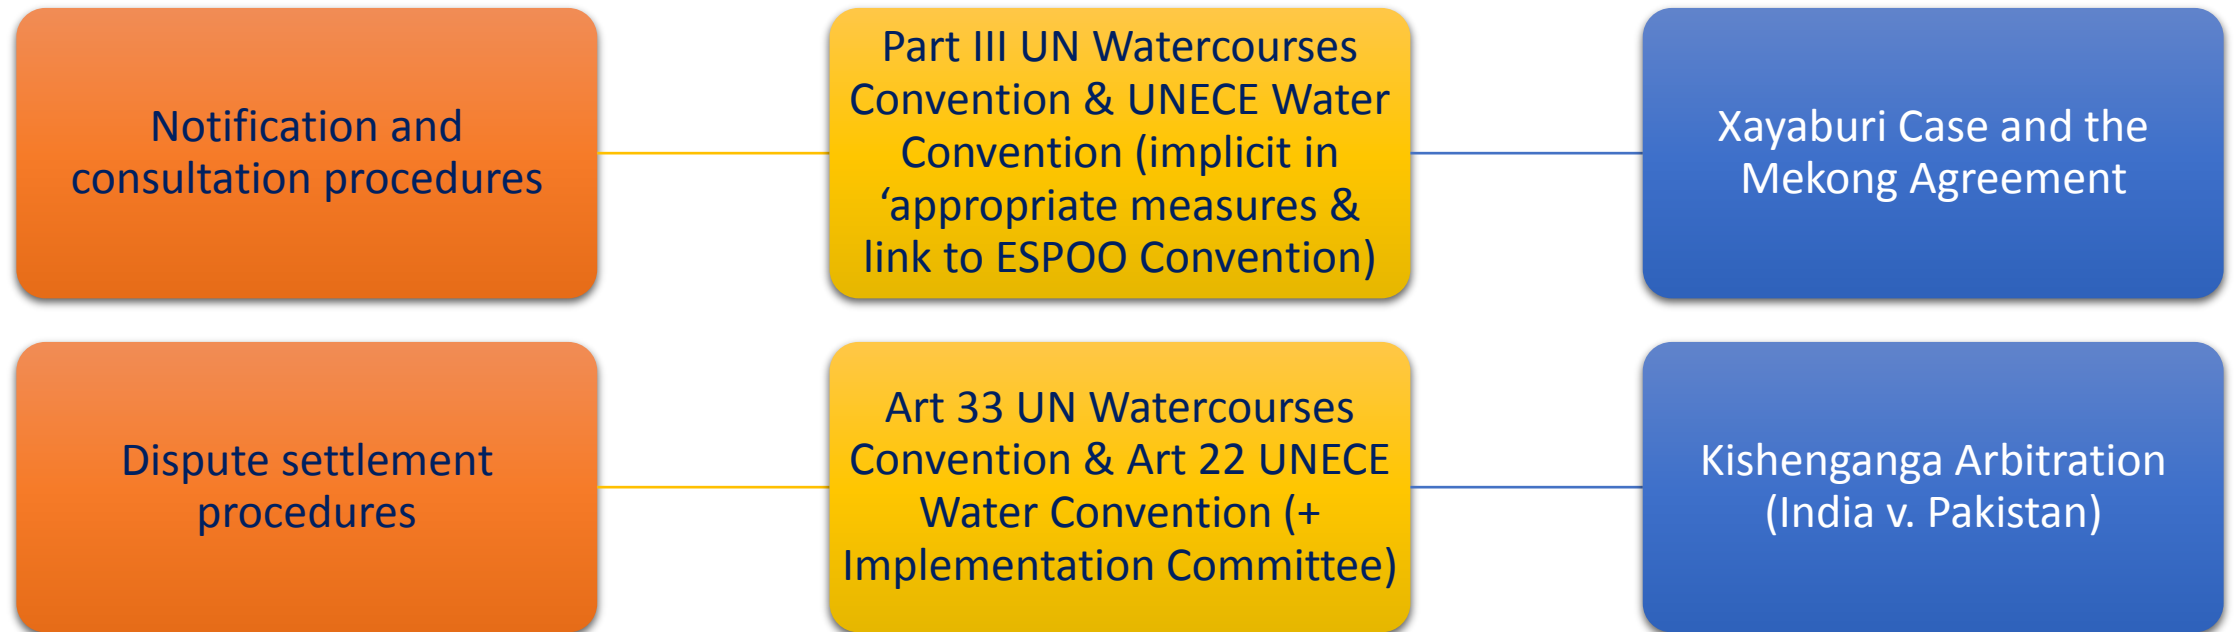 Notification and
consultation procedures
Part III UN Watercourses
Convention & UNECE Water
Convention (implicit in
‘appropriate measures &
link to ESPOO Convention)
Xayaburi Case and the
Mekong Agreement
Dispute settlement
procedures
Art 33 UN Watercourses
Convention & Art 22 UNECE
Water Convention (+
Implementation Committee)
Kishenganga Arbitration
(India v. Pakistan)